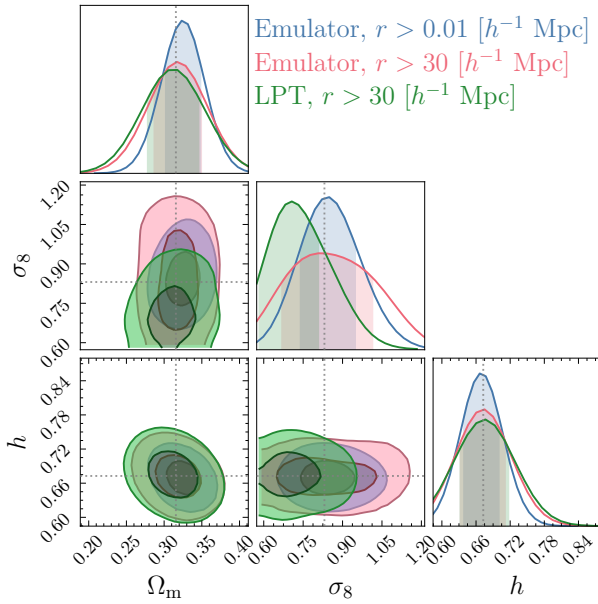 Emulator, r > 0.01 [h⁻¹ Mpc]
Emulator, r > 30 [h⁻¹ Mpc]
LPT, r > 30 [h⁻¹ Mpc]
1.20
1.05
0.90
0.75
0.60
σ₈
0.84
0.78
0.72
0.66
0.60
h
0.20 0.25 0.30 0.35 0.40
0.60 0.75 0.90 1.05 1.20
0.60 0.66 0.72 0.78 0.84
Ωₘ σ₈ h